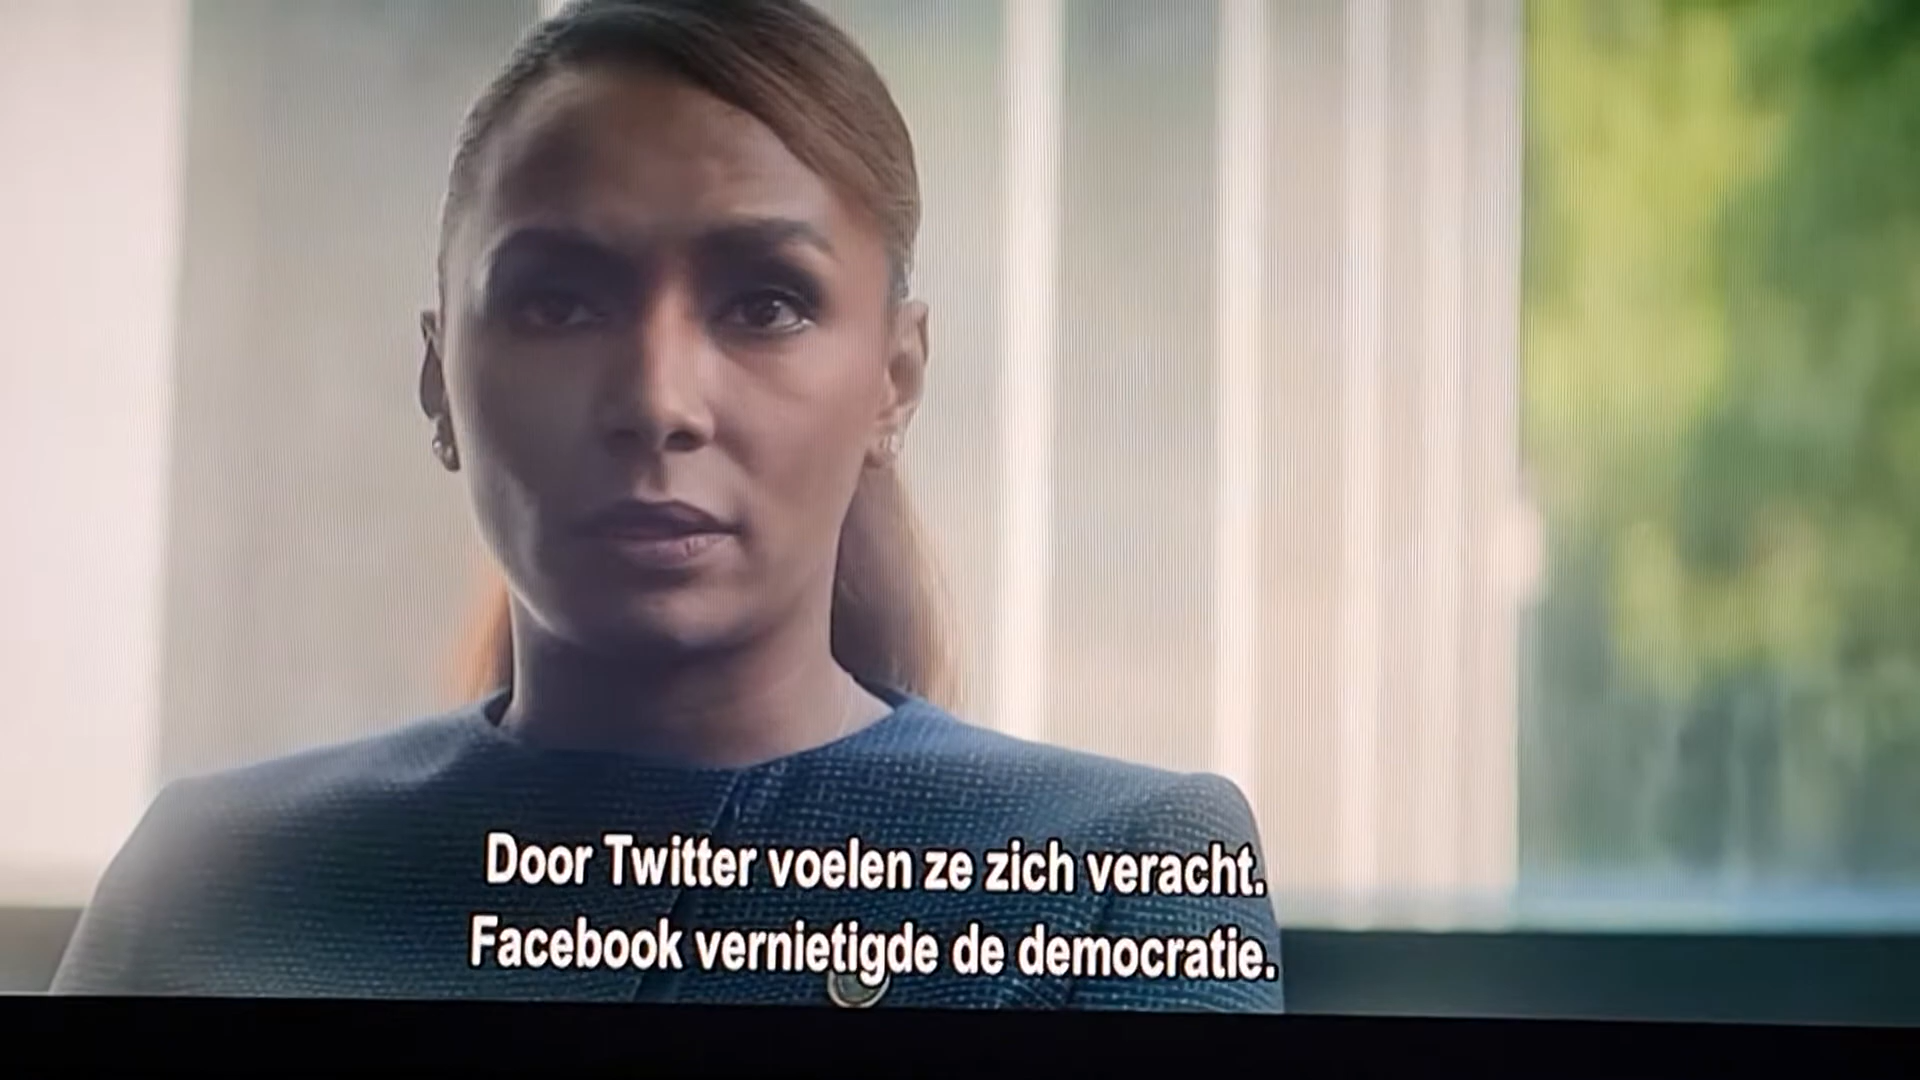 Door Twitter voelen ze zich veracht.
Facebook vernietigde de democratie.